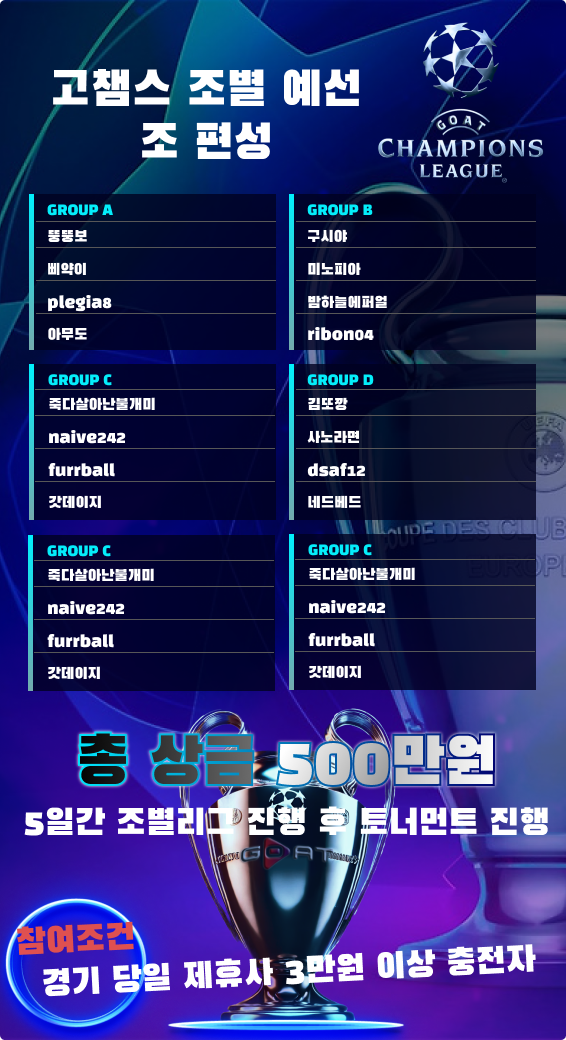 고챔스 조별 예선
조 편성
GOAT
CHAMPIONS
LEAGUE
GROUP A
뚱뚱보
삐약이
plegia8
아무도
GROUP B
구시야
미노피아
밤하늘에퍼얼
ribon04
GROUP C
죽다살아난불개미
naive242
furrball
갓데이지
GROUP D
김또깡
사노라면
dsaf12
네드베드
GROUP C
죽다살아난불개미
naive242
furrball
갓데이지
GROUP C
죽다살아난불개미
naive242
furrball
갓데이지
UEFA
COUPE DES CLUB
EUROPE
총 상금 500만원
5일간 조별리그 진행 후 토너먼트 진행
GOAT
참여조건
경기 당일 제휴사 3만원 이상 충전자